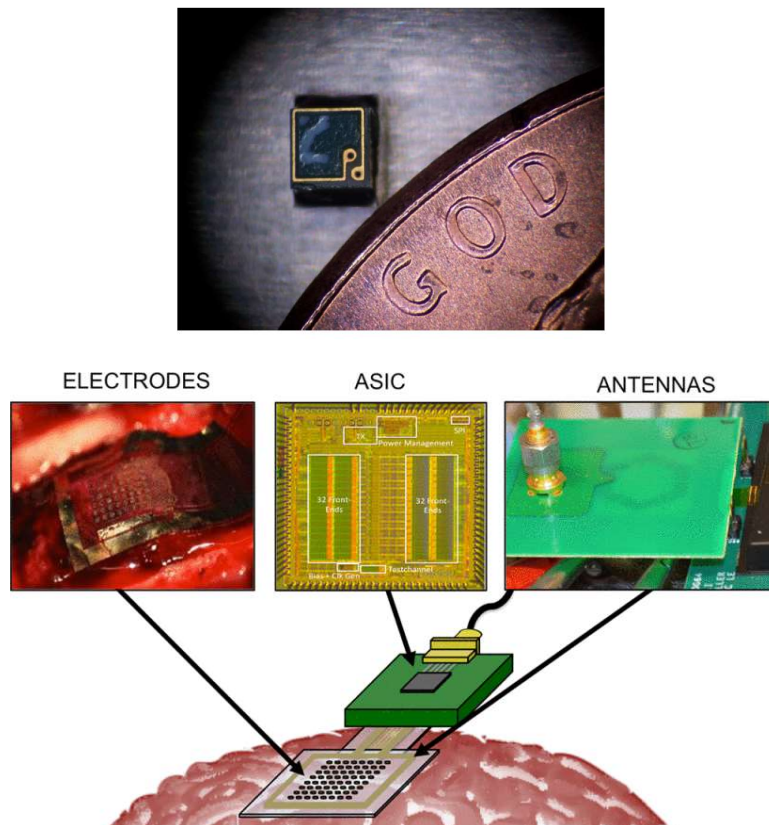 GOD
ELECTRODES
ASIC
ANTENNAS
TX
Power Management
SPI
32 Front-
Ends
32 Front-
Ends
Bias+ Clk Gen
Testchannel